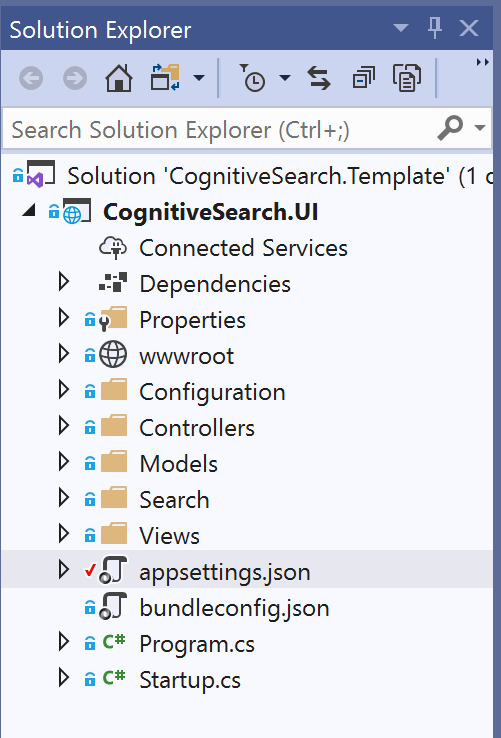 Solution Explorer
Search Solution Explorer (Ctrl+;)
Solution 'CognitiveSearch.Template' (1 
CognitiveSearch.UI
Connected Services
Dependencies
Properties
wwwroot
Configuration
Controllers
Models
Search
Views
appsettings.json
bundleconfig.json
C# Program.cs
C# Startup.cs